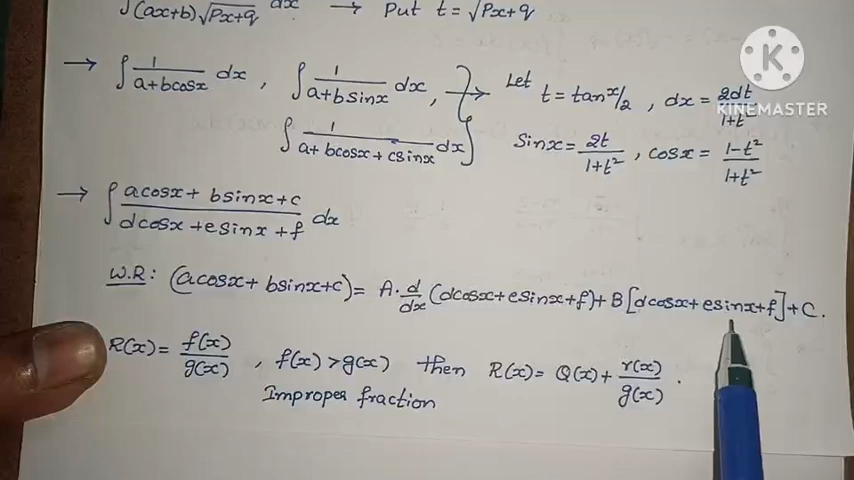 ∫(ax+b)√Px+q dx → Put t = √Px+q
→ ∫ 1/(a+bcosx) dx , ∫ 1/(a+bsinx) dx , → Let t = tan x/2 , dx = 2dt/(1+t²
∫ 1/(a+bcosx+csinx) dx sinx = 2t/(1+t²) , cosx = (1-t²)/(1+t²)
→ ∫ (acosx+bsinx+c)/(dcosx+esinx+f) dx
W.R: (acosx+bsinx+c) = A. d/dx (dcosx+esinx+f) + B[dcosx+esinx+f] + C.
R(x) = f(x)/g(x) , f(x) > g(x) then R(x) = Q(x) + r(x)/g(x) .
Improper fraction
K
KINEMASTER